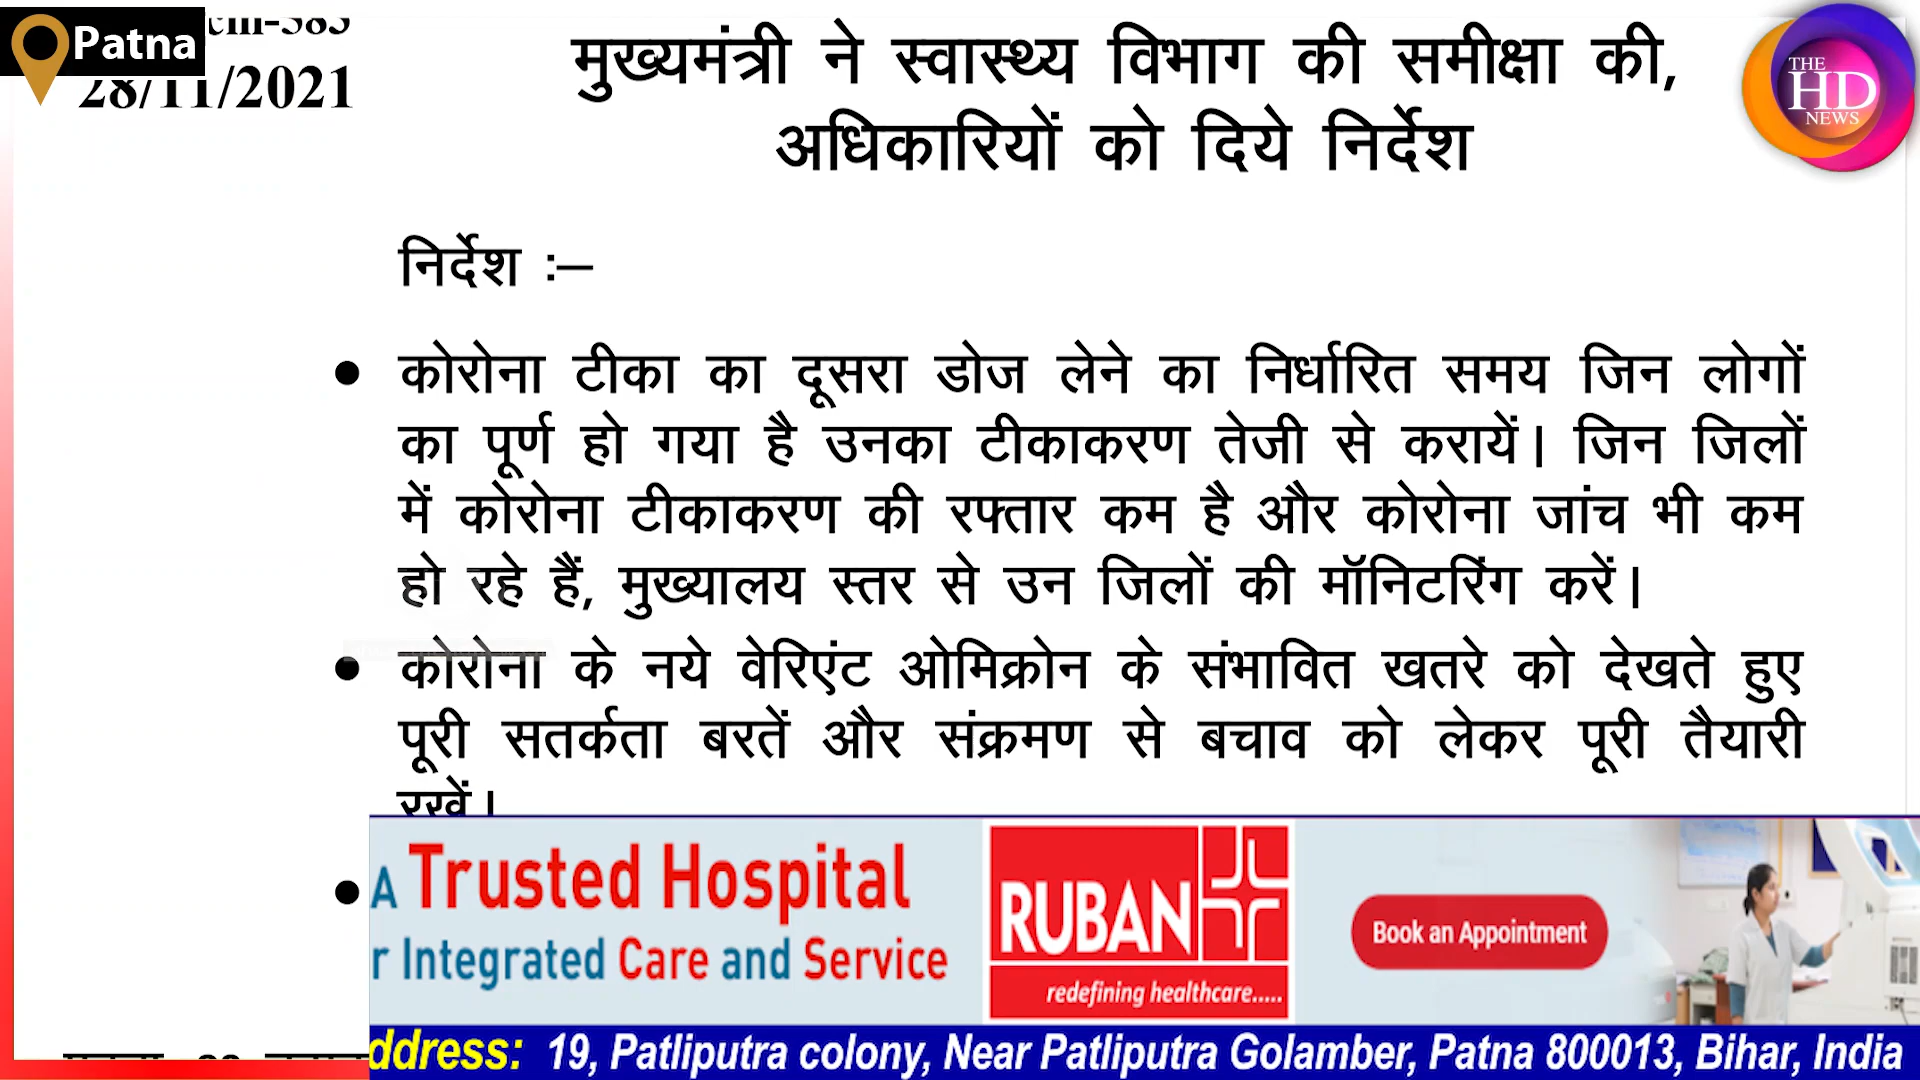 Patna
cm-585
28/11/2021
THE
HD
NEWS
मुख्यमंत्री ने स्वास्थ्य विभाग की समीक्षा की,
अधिकारियों को दिये निर्देश
निर्देश :—
• कोरोना टीका का दूसरा डोज लेने का निर्धारित समय जिन लोगों
का पूर्ण हो गया है उनका टीकाकरण तेजी से करायें। जिन जिलों
में कोरोना टीकाकरण की रफ्तार कम है और कोरोना जांच भी कम
हो रहे हैं, मुख्यालय स्तर से उन जिलों की मॉनिटरिंग करें।
• कोरोना के नये वेरिएंट ओमिक्रोन के संभावित खतरे को देखते हुए
पूरी सतर्कता बरतें और संक्रमण से बचाव को लेकर पूरी तैयारी
रखें।
•
A Trusted Hospital
r Integrated Care and Service
RUBAN
redefining healthcare.....
Book an Appointment
ddress: 19, Patliputra colony, Near Patliputra Golamber, Patna 800013, Bihar, India